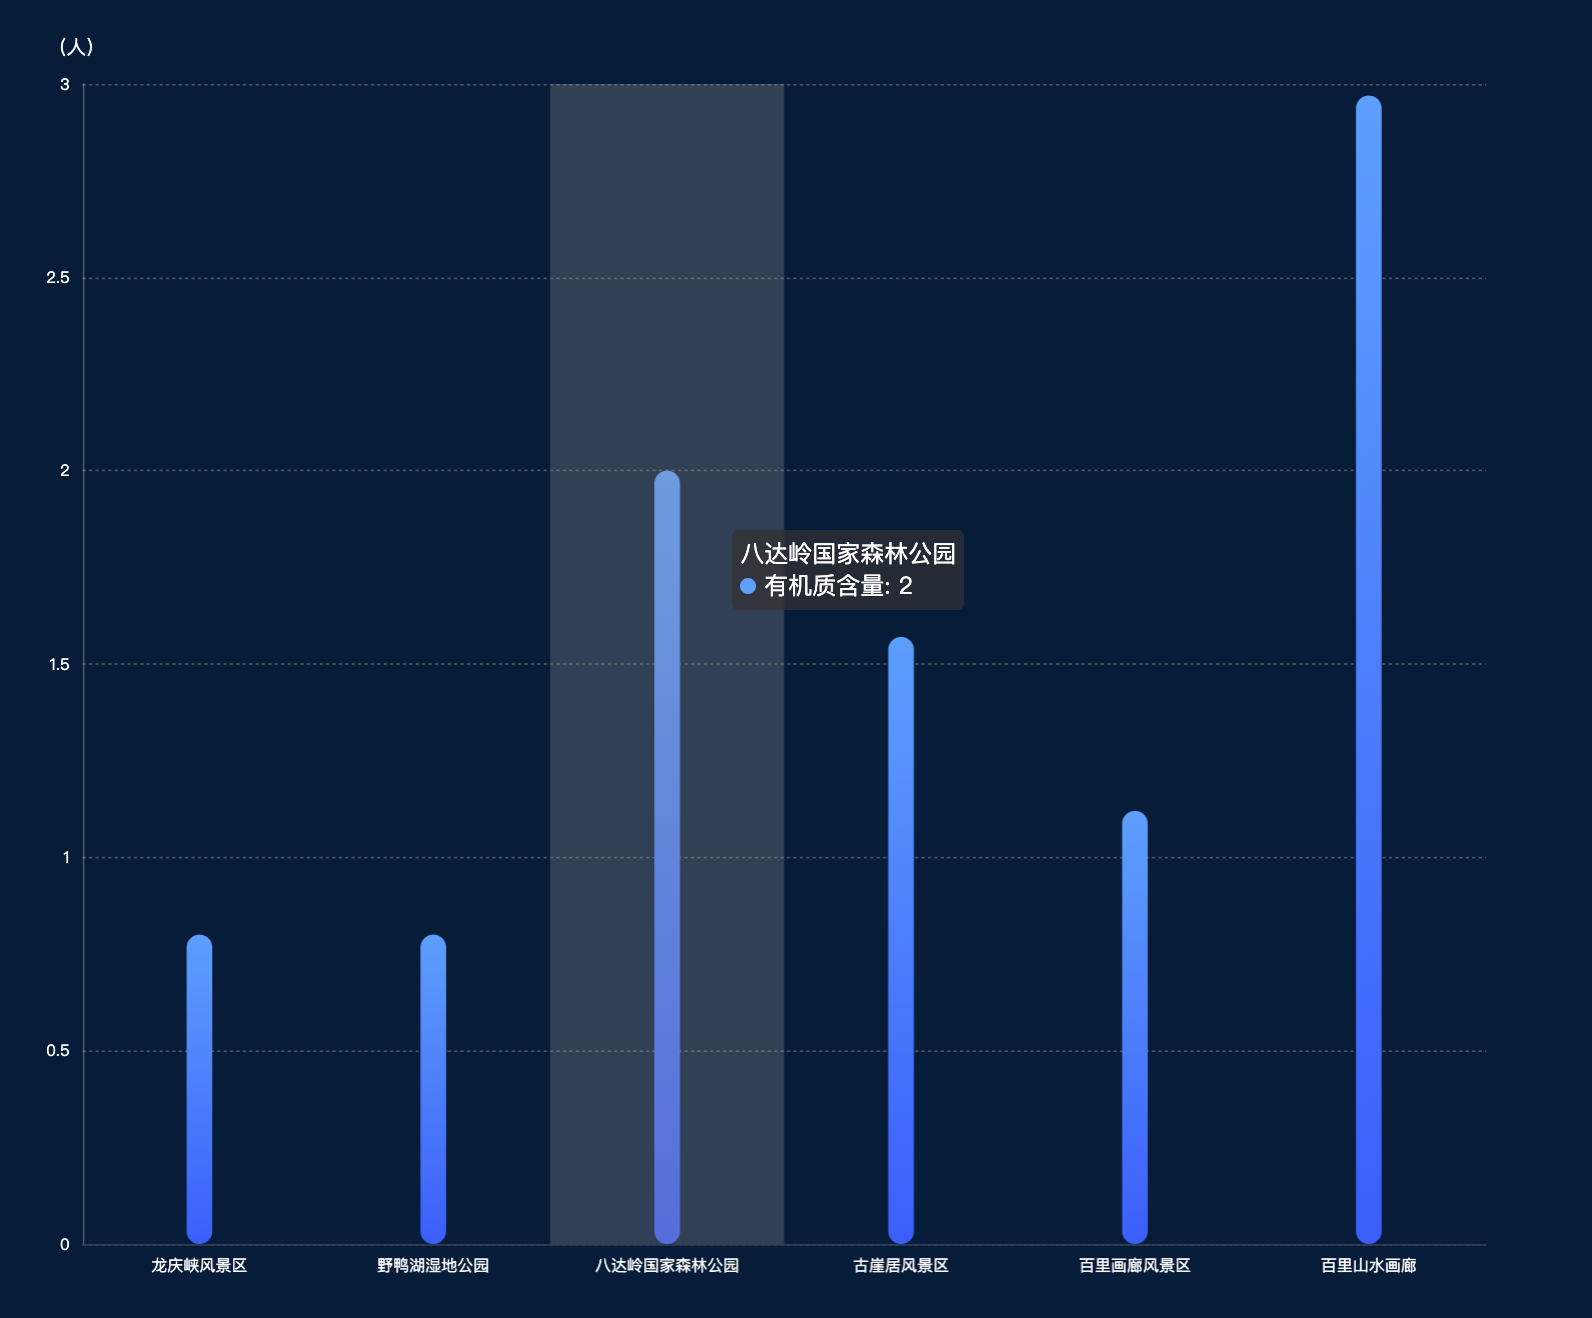 (人)
3
2.5
2
1.5
1
0.5
0
八达岭国家森林公园
有机质含量: 2
龙庆峡风景区
野鸭湖湿地公园
八达岭国家森林公园
古崖居风景区
百里画廊风景区
百里山水画廊